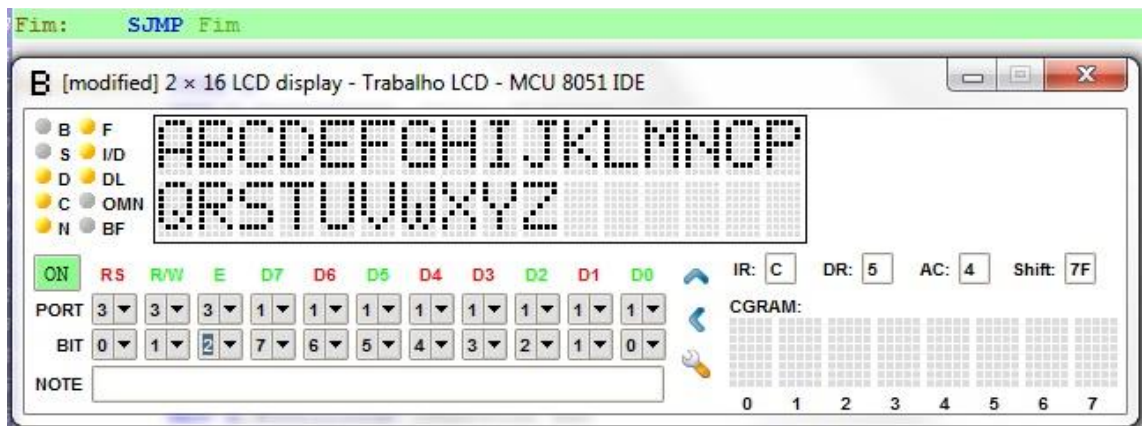 Fim: SJMP Fim
[modified] 2 × 16 LCD display - Trabalho LCD - MCU 8051 IDE
B F
S I/D
D DL
C OMN
N BF
ABCDEFGHIJKLMNOP
QRSTUVWXYZ
ON RS R/W E D7 D6 D5 D4 D3 D2 D1 D0
PORT 3 3 3 1 1 1 1 1 1 1 1
BIT 0 1 2 7 6 5 4 3 2 1 0
NOTE
IR: C DR: 5 AC: 4 Shift: 7F
CGRAM:
0 1 2 3 4 5 6 7